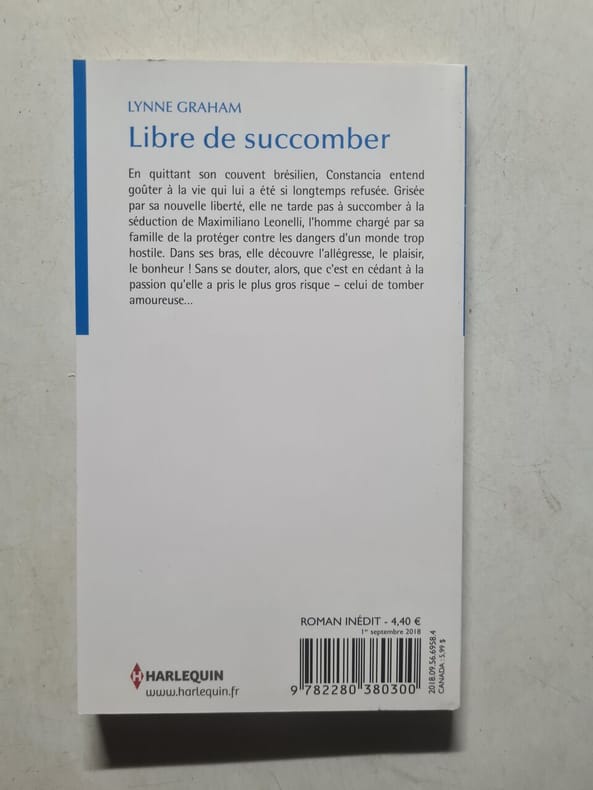 LYNNE GRAHAM
Libre de succomber
En quittant son couvent brésilien, Constancia entend
goûter à la vie qui lui a été si longtemps refusée. Grisée
par sa nouvelle liberté, elle ne tarde pas à succomber à la
séduction de Maximiliano Leonelli, l'homme chargé par sa
famille de la protéger contre les dangers d'un monde trop
hostile. Dans ses bras, elle découvre l'allégresse, le plaisir,
le bonheur ! Sans se douter, alors, que c'est en cédant à la
passion qu'elle a pris le plus gros risque – celui de tomber
amoureuse...
ROMAN INÉDIT - 4,40 €
1er septembre 2018
H HARLEQUIN
www.harlequin.fr
9 782280 380300
2018.09.56.6958.4
CANADA : 5,99 $